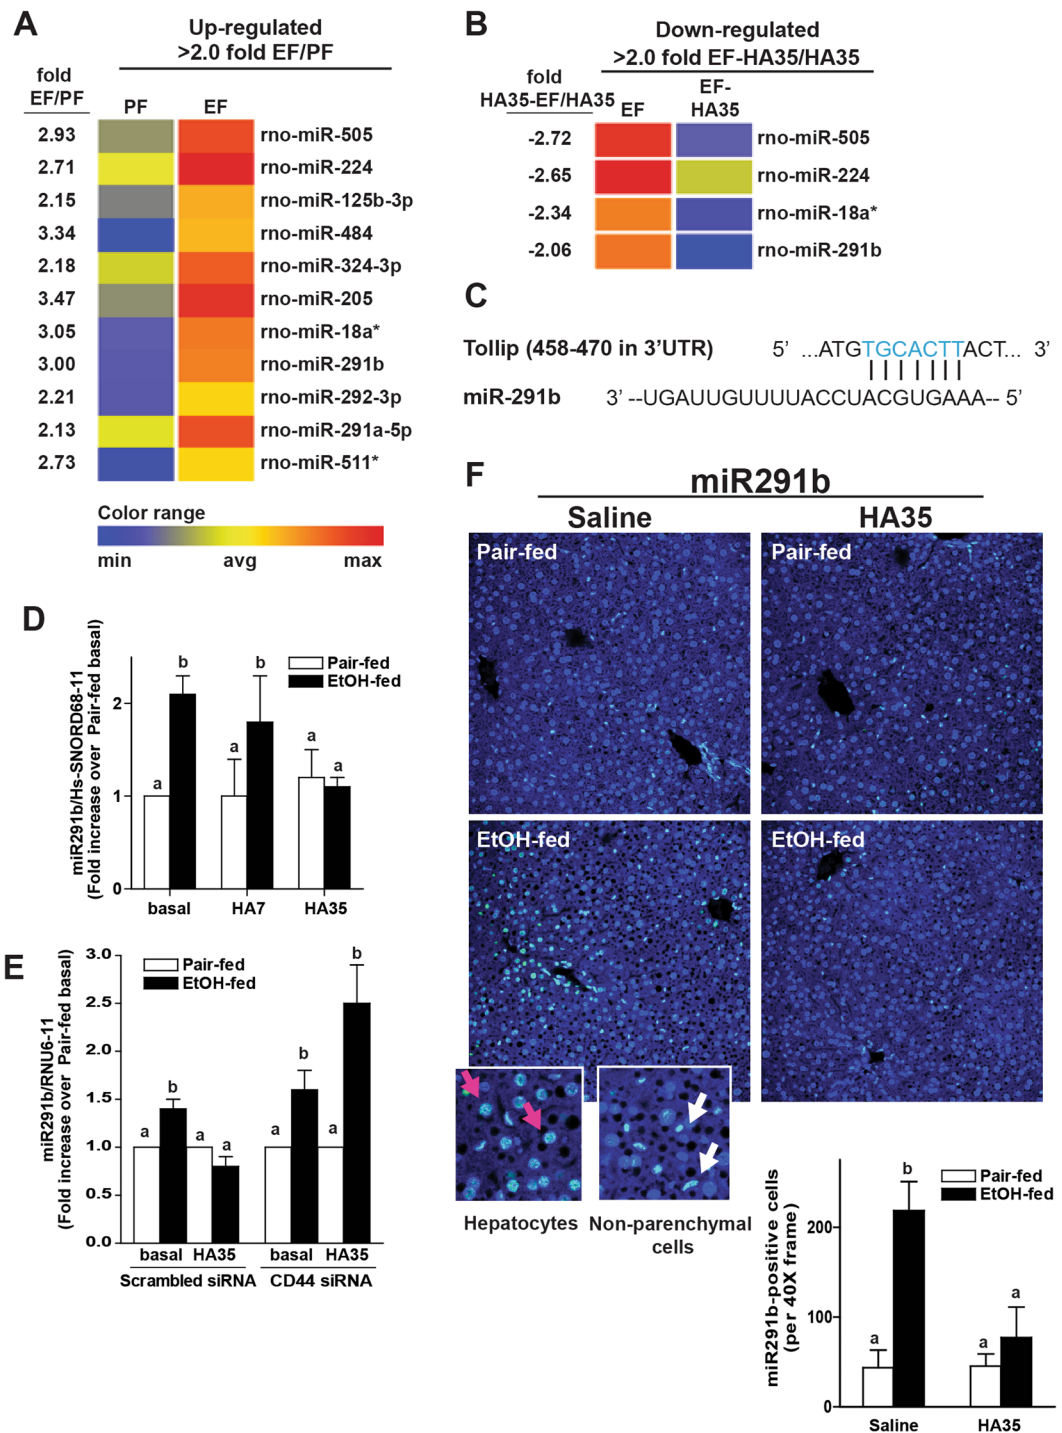 A
Up-regulated
>2.0 fold EF/PF
fold
EF/PF
PF
EF
2.93
rno-miR-505
2.71
rno-miR-224
2.15
rno-miR-125b-3p
3.34
rno-miR-484
2.18
rno-miR-324-3p
3.47
rno-miR-205
3.05
rno-miR-18a*
3.00
rno-miR-291b
2.21
rno-miR-292-3p
2.13
rno-miR-291a-5p
2.73
rno-miR-511*
Color range
min avg max
B
Down-regulated
>2.0 fold EF-HA35/HA35
fold
HA35-EF/HA35
EF
EF-
HA35
-2.72
rno-miR-505
-2.65
rno-miR-224
-2.34
rno-miR-18a*
-2.06
rno-miR-291b
C
Tollip (458-470 in 3'UTR) 5' ...ATGTGCACTTACT... 3'
miR-291b 3' --UGAUUGUUUUACCUACGUGAAA-- 5'
D
miR291b/Hs-SNORD68-11
(Fold increase over Pair-fed basal)
Pair-fed
EtOH-fed
2
1
0
a
b
a
b
a
a
basal HA7 HA35
E
miR291b/RNU6-11
(Fold increase over Pair-fed basal)
Pair-fed
EtOH-fed
3.0
2.5
2.0
1.5
1.0
0.5
0.0
a
b
a
a
a
b
a
b
basal HA35 basal HA35
Scrambled siRNA CD44 siRNA
F
miR291b
Saline HA35
Pair-fed
Pair-fed
EtOH-fed
EtOH-fed
Hepatocytes
Non-parenchymal
cells
miR291b-positive cells
(per 40X frame)
Pair-fed
EtOH-fed
200
100
0
a
b
a
a
Saline HA35